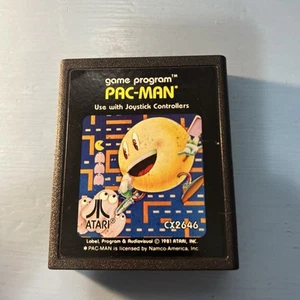 game program™
PAC-MAN*
Use with Joystick Controllers
ATARI®
CX2646
Label, Program & Audiovisual Ⓟ 1981 ATARI, INC.
* PAC-MAN is licensed by Namco-America, Inc